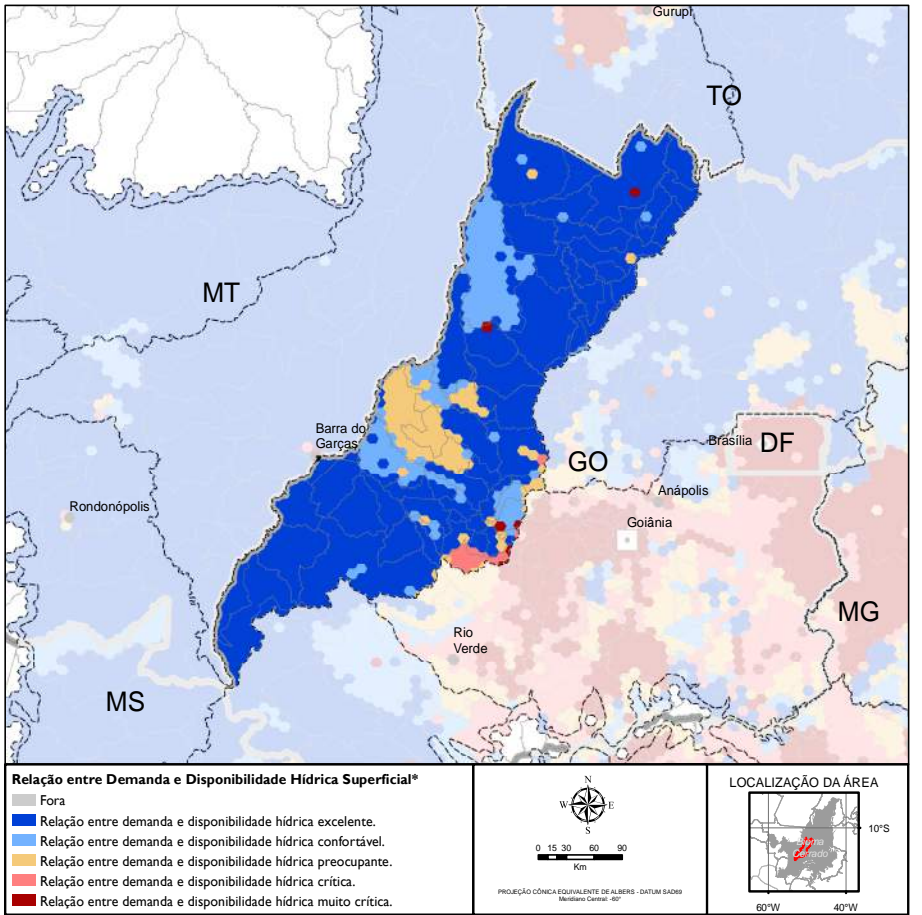 Gurupi
TO
MT
Barra do
Garças
GO
Brasília
DF
Anápolis
Rondonópolis
Goiânia
MG
Rio
Verde
MS
Relação entre Demanda e Disponibilidade Hídrica Superficial*
Fora
Relação entre demanda e disponibilidade hídrica excelente.
Relação entre demanda e disponibilidade hídrica confortável.
Relação entre demanda e disponibilidade hídrica preocupante.
Relação entre demanda e disponibilidade hídrica crítica.
Relação entre demanda e disponibilidade hídrica muito crítica.
N
W E
S
0 15 30 60 90
Km
PROJEÇÃO CÔNICA EQUIVALENTE DE ALBERS - DATUM SAD69
Meridiano Central: -60°
LOCALIZAÇÃO DA ÁREA
10°S
Bioma
Cerrado
60°W 40°W